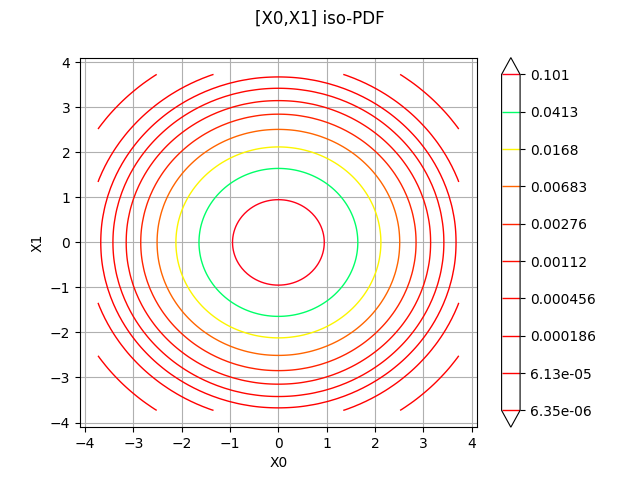 [X0,X1] iso-PDF
4
3
2
1
0
−1
−2
−3
−4
X1
−4 −3 −2 −1 0 1 2 3 4
X0
0.101
0.0413
0.0168
0.00683
0.00276
0.00112
0.000456
0.000186
6.13e-05
6.35e-06